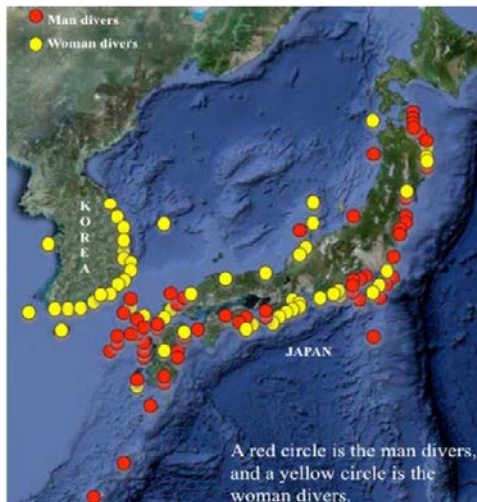 Man divers
Woman divers
KOREA
JAPAN
A red circle is the man divers,
and a yellow circle is the
woman divers.